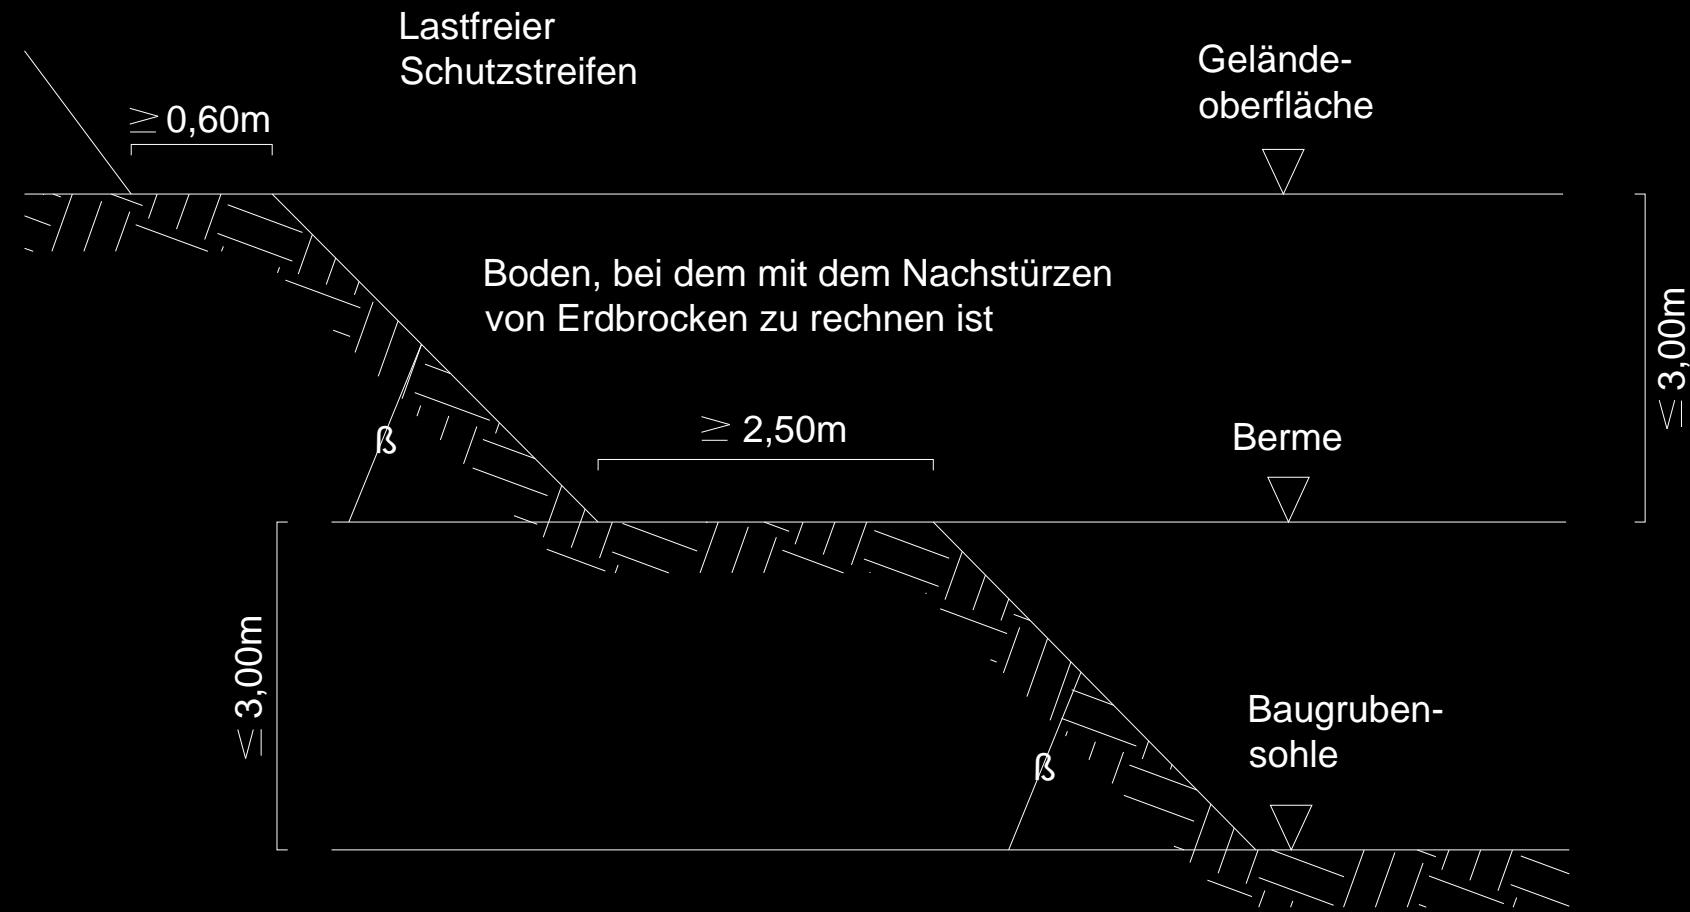 Lastfreier
Schutzstreifen
Gelände-
oberfläche
≥ 0,60m
Boden, bei dem mit dem Nachstürzen
von Erdbrocken zu rechnen ist
≤ 3,00m
≥ 2,50m
Berme
ß
≤ 3,00m
Baugruben-
sohle
ß